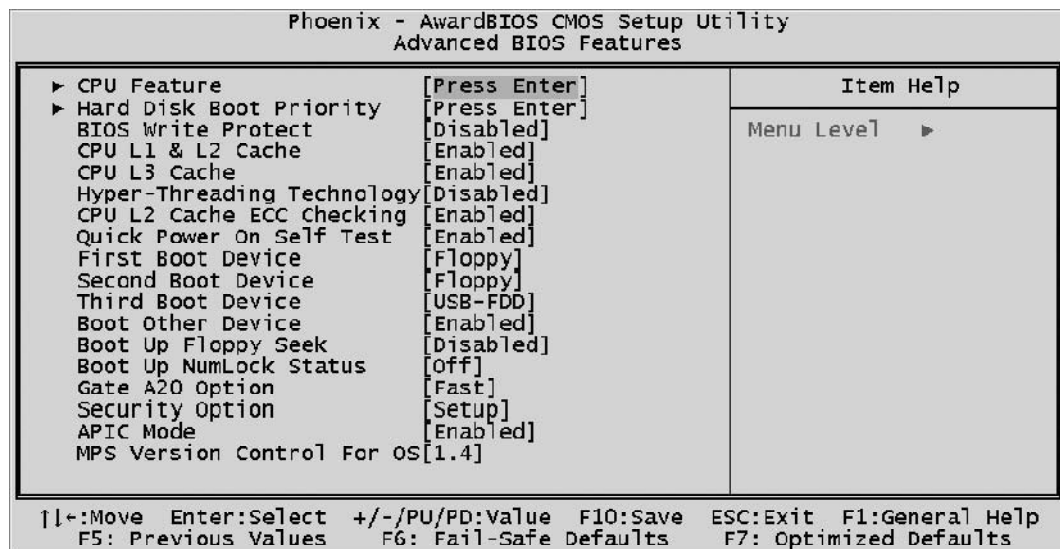 Phoenix - AwardBIOS CMOS Setup Utility
Advanced BIOS Features
► CPU Feature [Press Enter]
► Hard Disk Boot Priority [Press Enter]
BIOS Write Protect [Disabled]
CPU L1 & L2 Cache [Enabled]
CPU L3 Cache [Enabled]
Hyper-Threading Technology[Disabled]
CPU L2 Cache ECC Checking [Enabled]
Quick Power On Self Test [Enabled]
First Boot Device [Floppy]
Second Boot Device [Floppy]
Third Boot Device [USB-FDD]
Boot Other Device [Enabled]
Boot Up Floppy Seek [Disabled]
Boot Up NumLock Status [Off]
Gate A20 Option [Fast]
Security Option [Setup]
APIC Mode [Enabled]
MPS Version Control For OS[1.4]
Item Help
Menu Level ►
↑↓←:Move Enter:Select +/-/PU/PD:Value F10:Save ESC:Exit F1:General Help
F5: Previous Values F6: Fail-Safe Defaults F7: Optimized Defaults